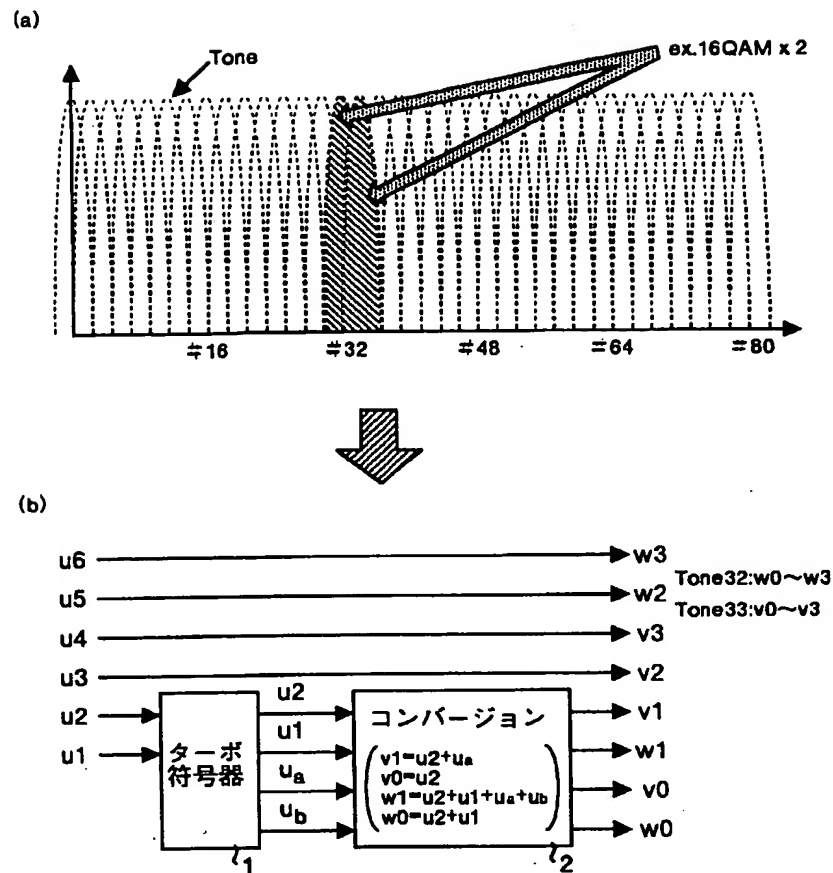 (a)
Tone
ex.16QAM x 2
#16
#32
#48
#64
#80
(b)
u6
w3
Tone32:w0～w3
u5
w2
Tone33:v0～v3
u4
v3
u3
v2
u2
u2
コンバージョン
v1
u1
ターボ
符号器
u1
v1=u2+ua
v0=u2
w1=u2+u1+ua+ub
w0=u2+u1
w1
ua
v0
ub
w0
l1
l2